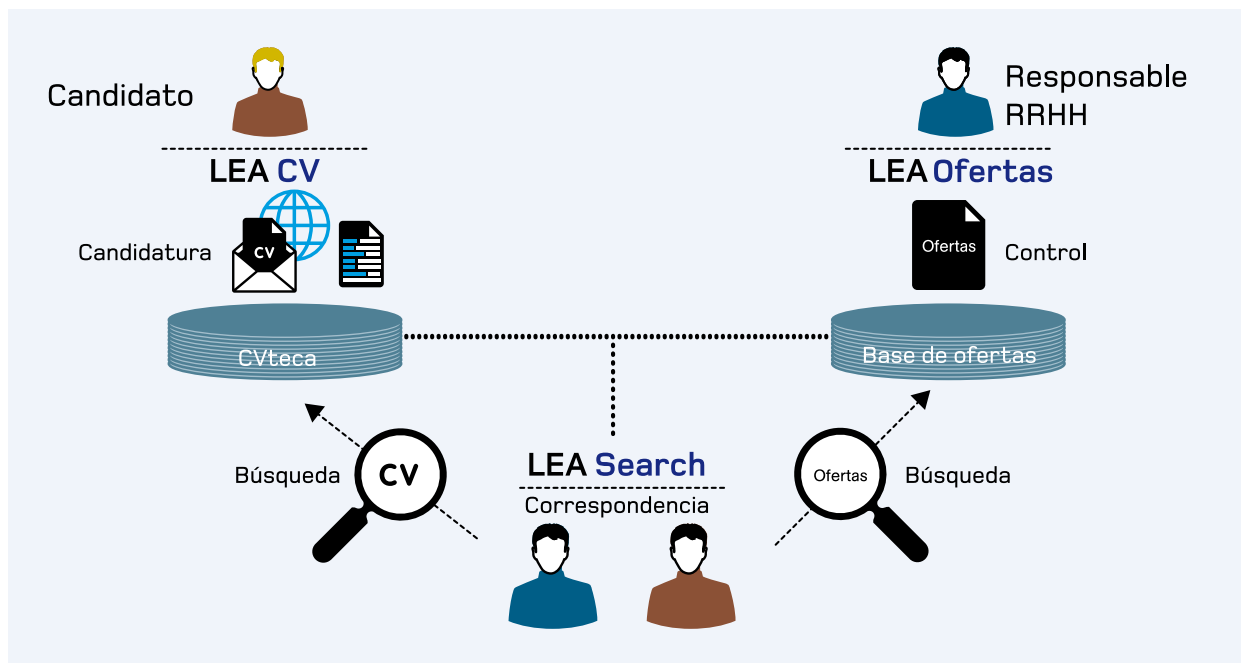 Candidato
Responsable
RRHH
LEA CV
LEA Ofertas
Candidatura
CV
Ofertas
Control
CVteca
Base de ofertas
Búsqueda
CV
LEA Search
Ofertas
Búsqueda
Correspondencia